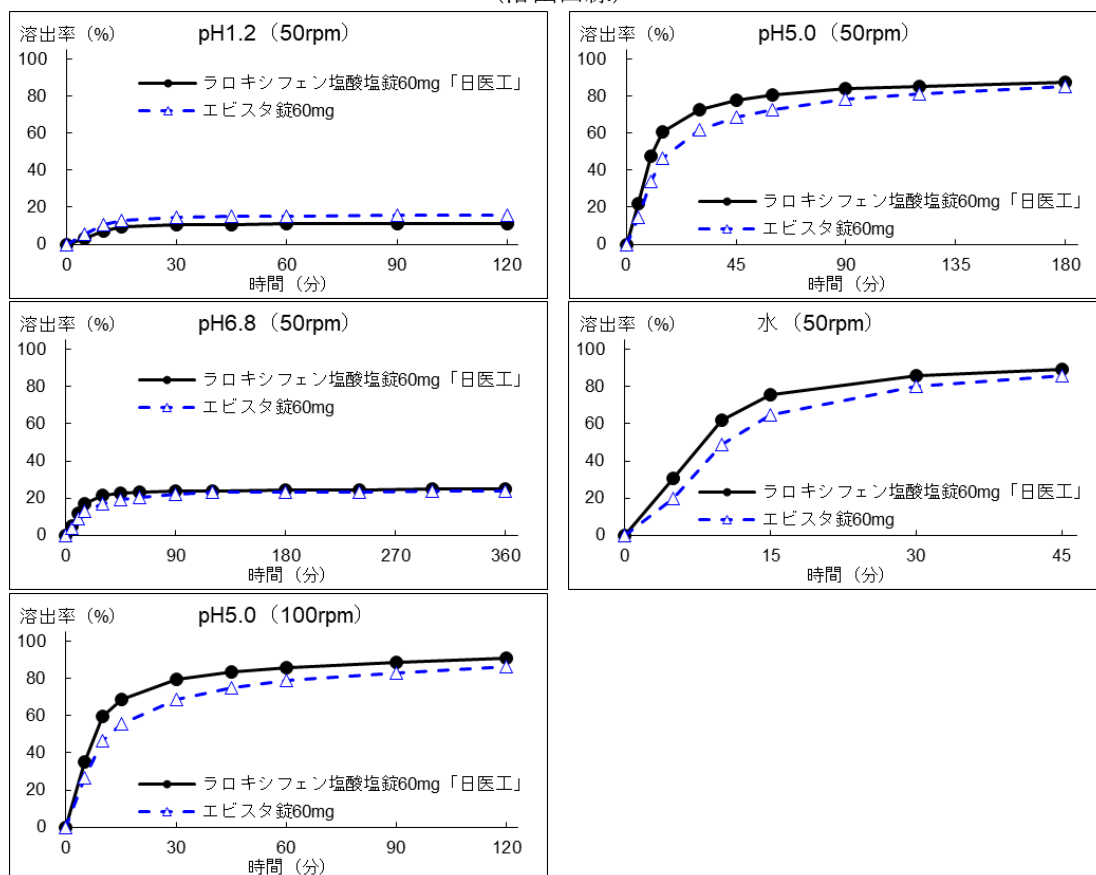 溶出率（%）
pH1.2（50rpm）
100
80
60
40
20
0
ラロキシフェン塩酸塩錠60mg「日医工」
エビスタ錠60mg
0 30 60 90 120
時間（分）
溶出率（%）
pH5.0（50rpm）
100
80
60
40
20
0
ラロキシフェン塩酸塩錠60mg「日医工」
エビスタ錠60mg
0 45 90 135 180
時間（分）
溶出率（%）
pH6.8（50rpm）
100
80
60
40
20
0
ラロキシフェン塩酸塩錠60mg「日医工」
エビスタ錠60mg
0 90 180 270 360
時間（分）
溶出率（%）
水（50rpm）
100
80
60
40
20
0
ラロキシフェン塩酸塩錠60mg「日医工」
エビスタ錠60mg
0 15 30 45
時間（分）
溶出率（%）
pH5.0（100rpm）
100
80
60
40
20
0
ラロキシフェン塩酸塩錠60mg「日医工」
エビスタ錠60mg
0 30 60 90 120
時間（分）